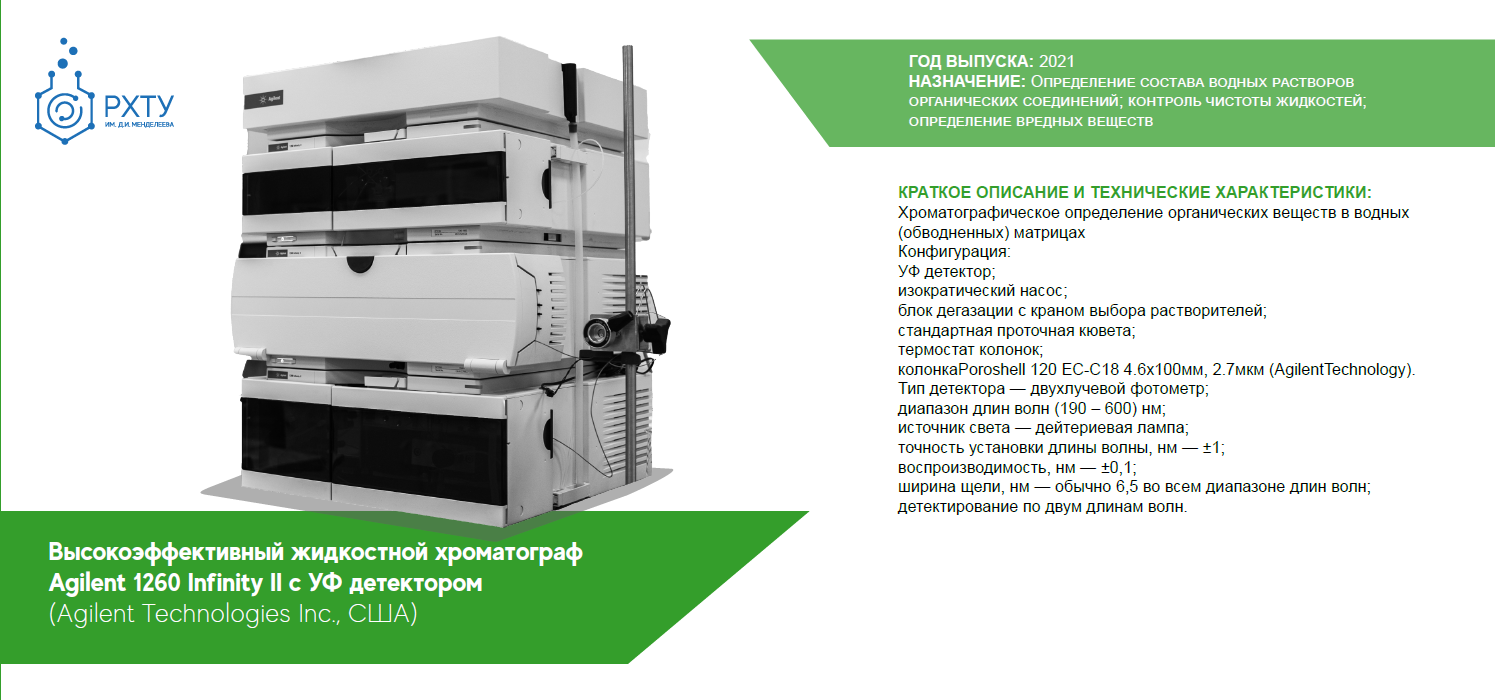 РХТУ
ИМ. Д.И. МЕНДЕЛЕЕВА
Agilent
ГОД ВЫПУСКА: 2021
НАЗНАЧЕНИЕ: Определение состава водных растворов
органических соединений; контроль чистоты жидкостей;
определение вредных веществ
КРАТКОЕ ОПИСАНИЕ И ТЕХНИЧЕСКИЕ ХАРАКТЕРИСТИКИ:
Хроматографическое определение органических веществ в водных
(обводненных) матрицах
Конфигурация:
УФ детектор;
изократический насос;
блок дегазации с краном выбора растворителей;
стандартная проточная кювета;
термостат колонок;
колонкаPoroshell 120 EC-C18 4.6х100мм, 2.7мкм (AgilentTechnology).
Тип детектора — двухлучевой фотометр;
диапазон длин волн (190 – 600) нм;
источник света — дейтериевая лампа;
точность установки длины волны, нм — ±1;
воспроизводимость, нм — ±0,1;
ширина щели, нм — обычно 6,5 во всем диапазоне длин волн;
детектирование по двум длинам волн.
Высокоэффективный жидкостной хроматограф
Agilent 1260 Infinity II с УФ детектором
(Agilent Technologies Inc., США)